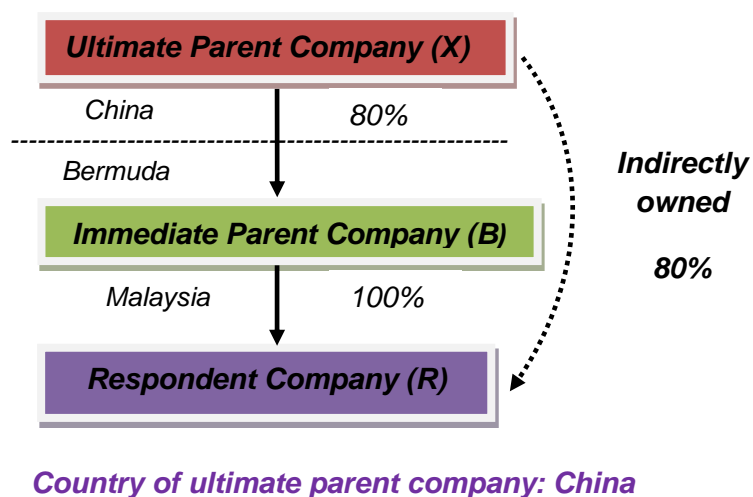 Ultimate Parent Company (X)
China
80%
Bermuda
Indirectly
owned
80%
Immediate Parent Company (B)
Malaysia
100%
Respondent Company (R)
Country of ultimate parent company: China